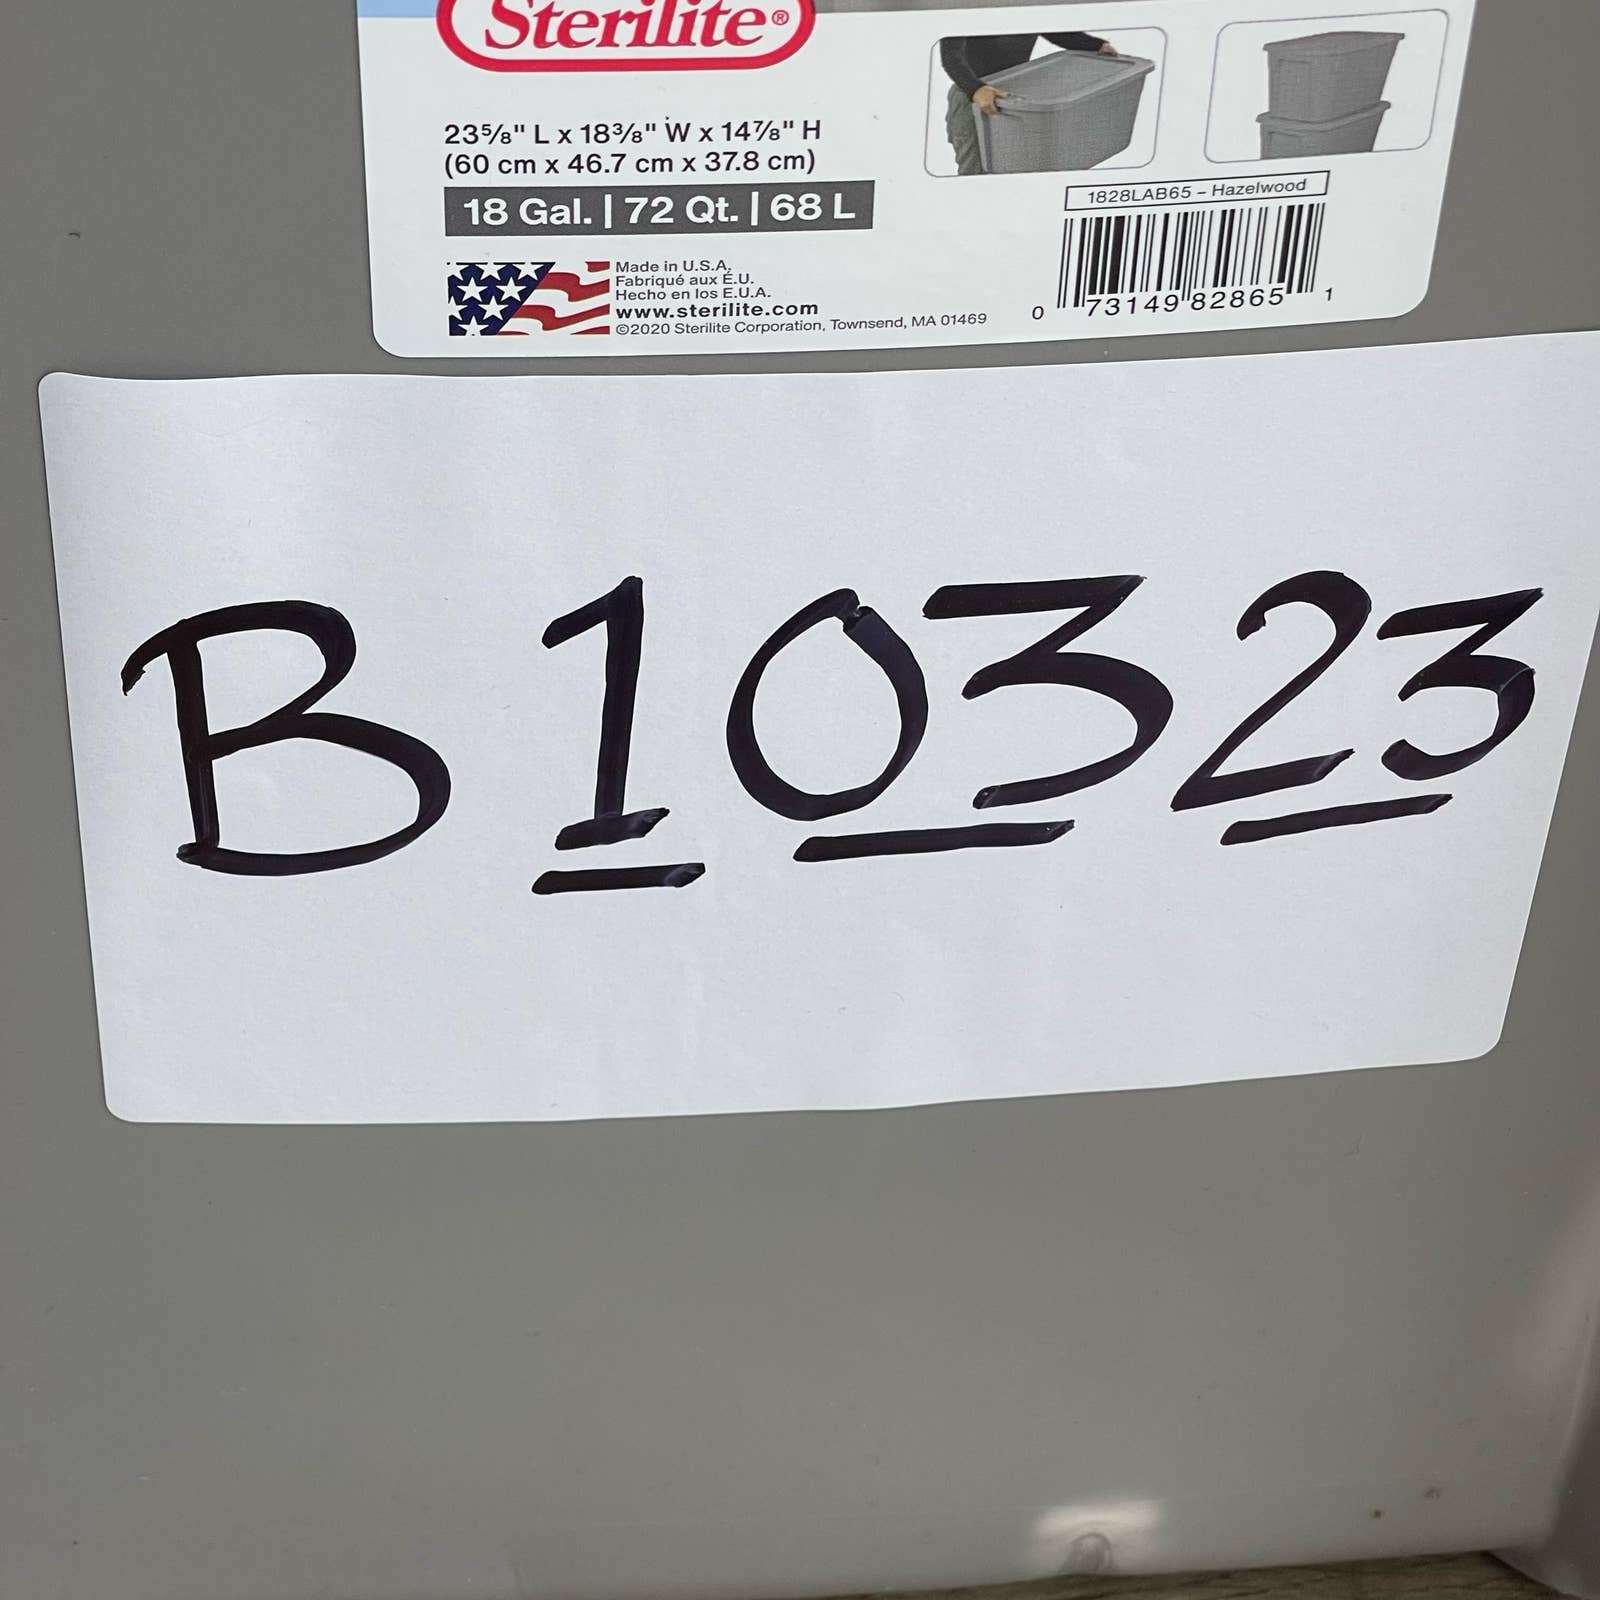 Sterilite®
23⅝" L x 18⅜" W x 14⅞" H
(60 cm x 46.7 cm x 37.8 cm)
18 Gal. | 72 Qt. | 68 L
Made in U.S.A.
Fabriqué aux É.U.
Hecho en los E.U.A.
www.sterilite.com
©2020 Sterilite Corporation, Townsend, MA 01469
1828LAB65 – Hazelwood
0 73149 82865 1
B 10323